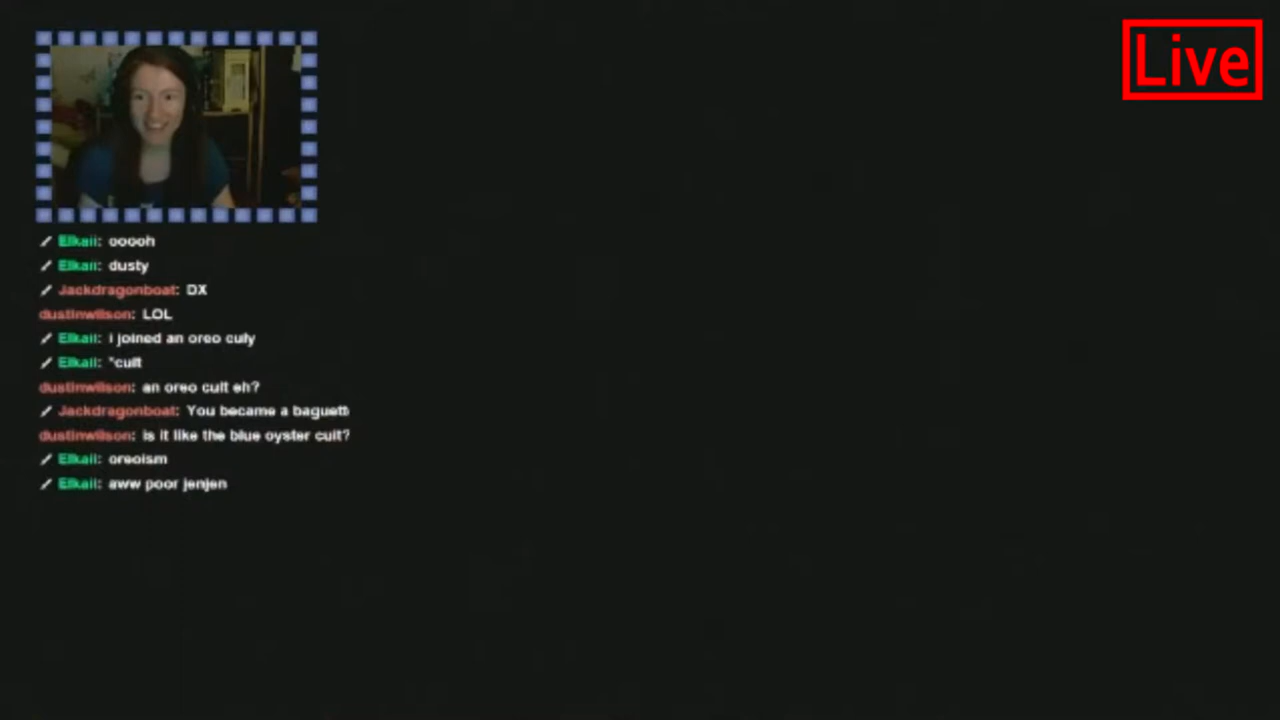 Live
Elkaii: ooooh
Elkaii: dusty
Jackdragonboat: DX
dustinwilson: LOL
Elkaii: i joined an oreo culy
Elkaii: *cult
dustinwilson: an oreo cult eh?
Jackdragonboat: You became a baguett
dustinwilson: is it like the blue oyster cult?
Elkaii: oreoism
Elkaii: aww poor jenjen